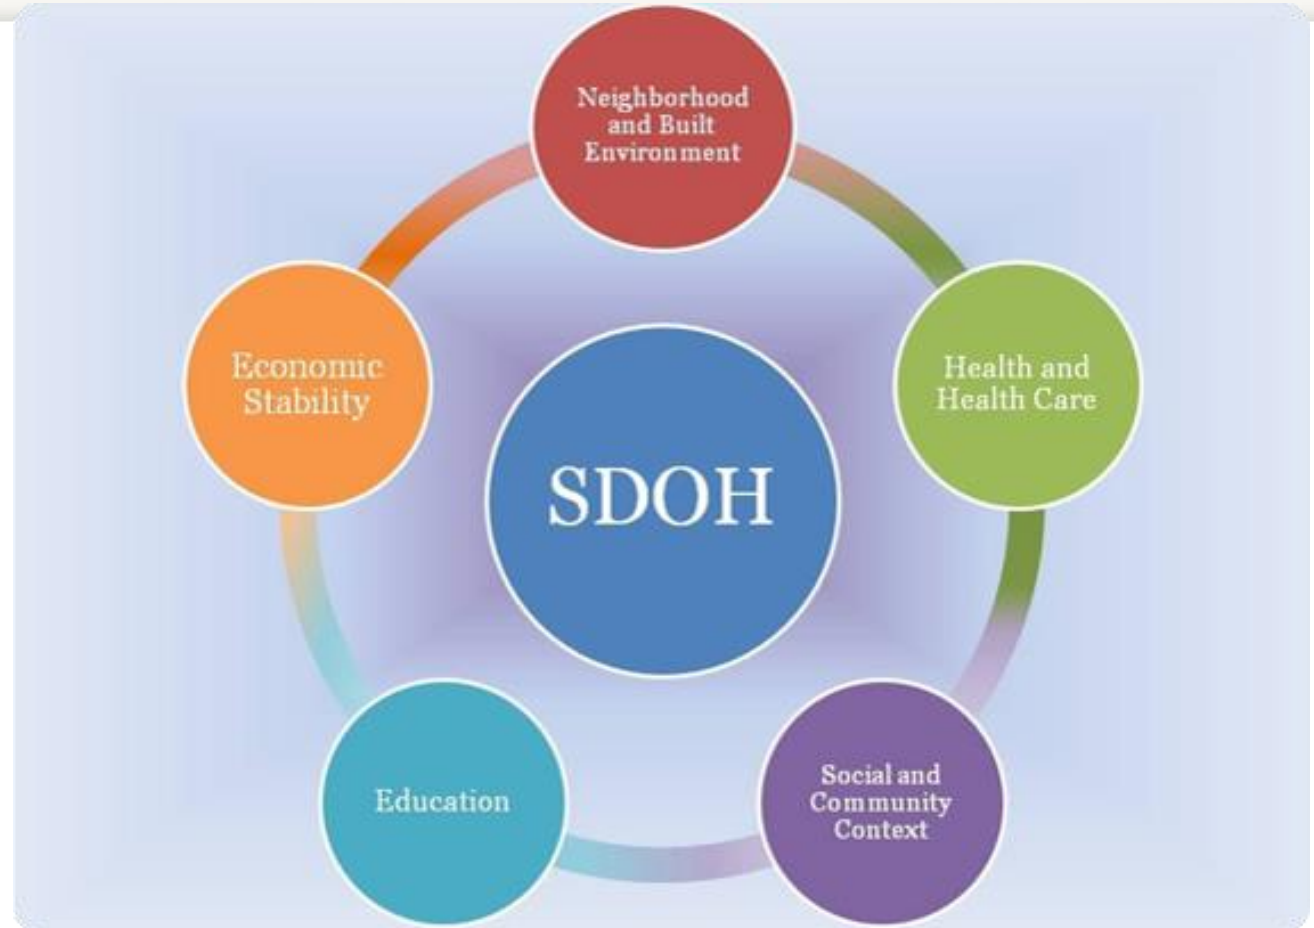 Neighborhood
and Built
Environment
Economic
Stability
Health and
Health Care
SDOH
Education
Social and
Community
Context